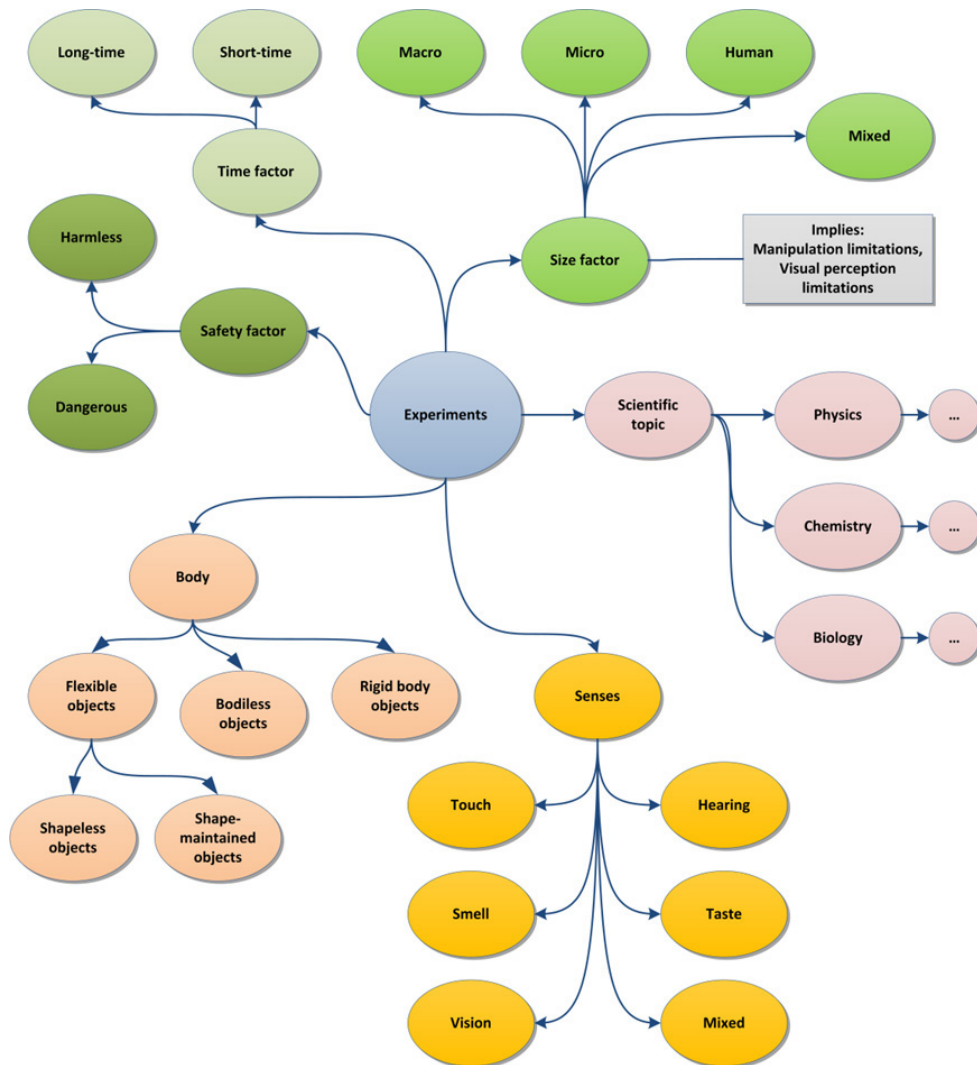 Long-time
Short-time
Macro
Micro
Human
Mixed
Time factor
Harmless
Size factor
Implies:
Manipulation limitations,
Visual perception
limitations
Safety factor
Dangerous
Experiments
Scientific
topic
Physics
...
Chemistry
...
Body
Biology
...
Flexible
objects
Bodiless
objects
Rigid body
objects
Senses
Shapeless
objects
Shape-
maintained
objects
Touch
Hearing
Smell
Taste
Vision
Mixed